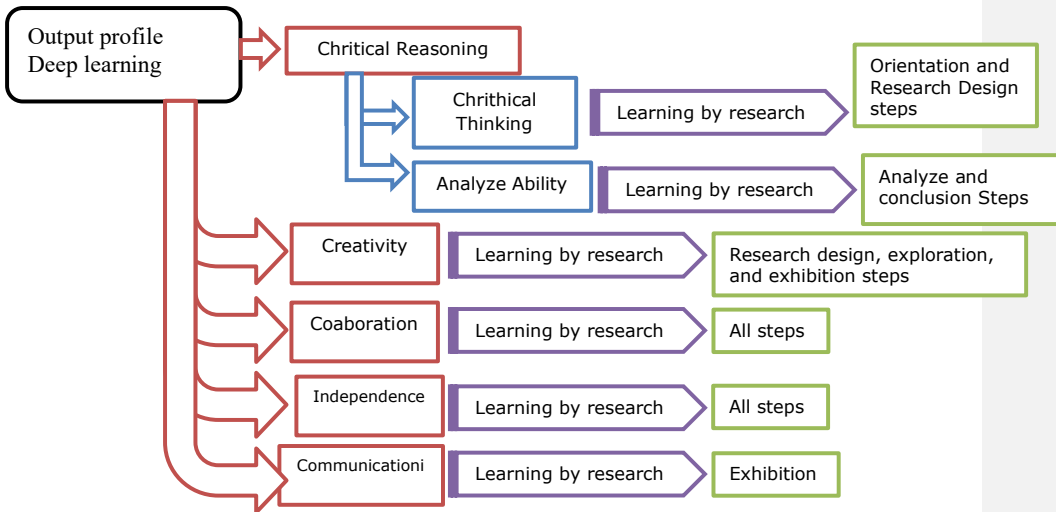 Output profile
Deep learning
Chritical Reasoning
Chrithical
Thinking
Learning by research
Orientation and
Research Design
steps
Analyze Ability
Learning by research
Analyze and
conclusion Steps
Creativity
Learning by research
Research design, exploration,
and exhibition steps
Coaboration
Learning by research
All steps
Independence
Learning by research
All steps
Communicationi
Learning by research
Exhibition